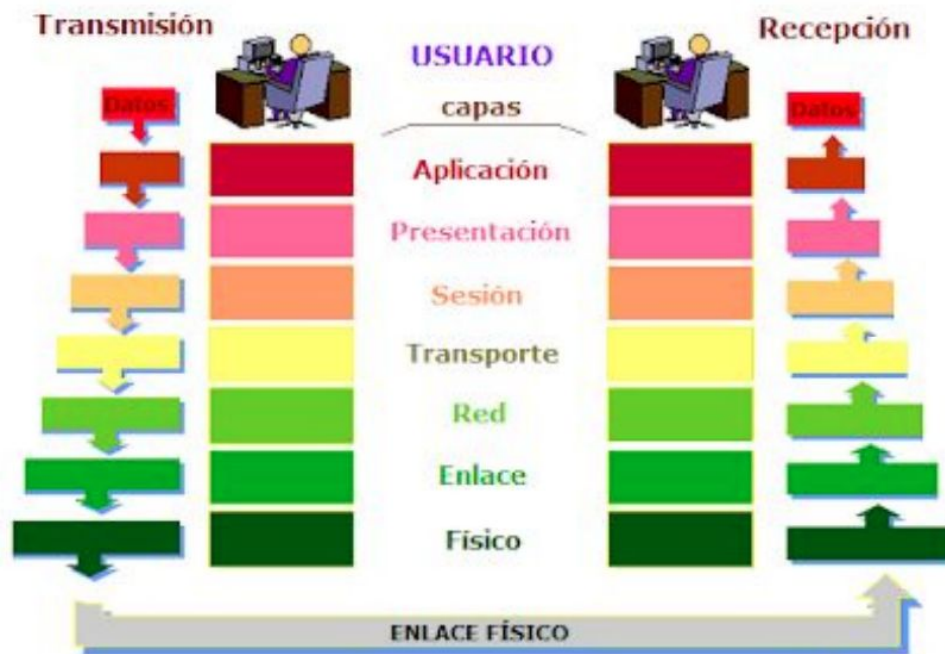 Transmisión
Recepción
USUARIO
capas
Datos
Datos
Aplicación
Presentación
Sesión
Transporte
Red
Enlace
Físico
ENLACE FÍSICO